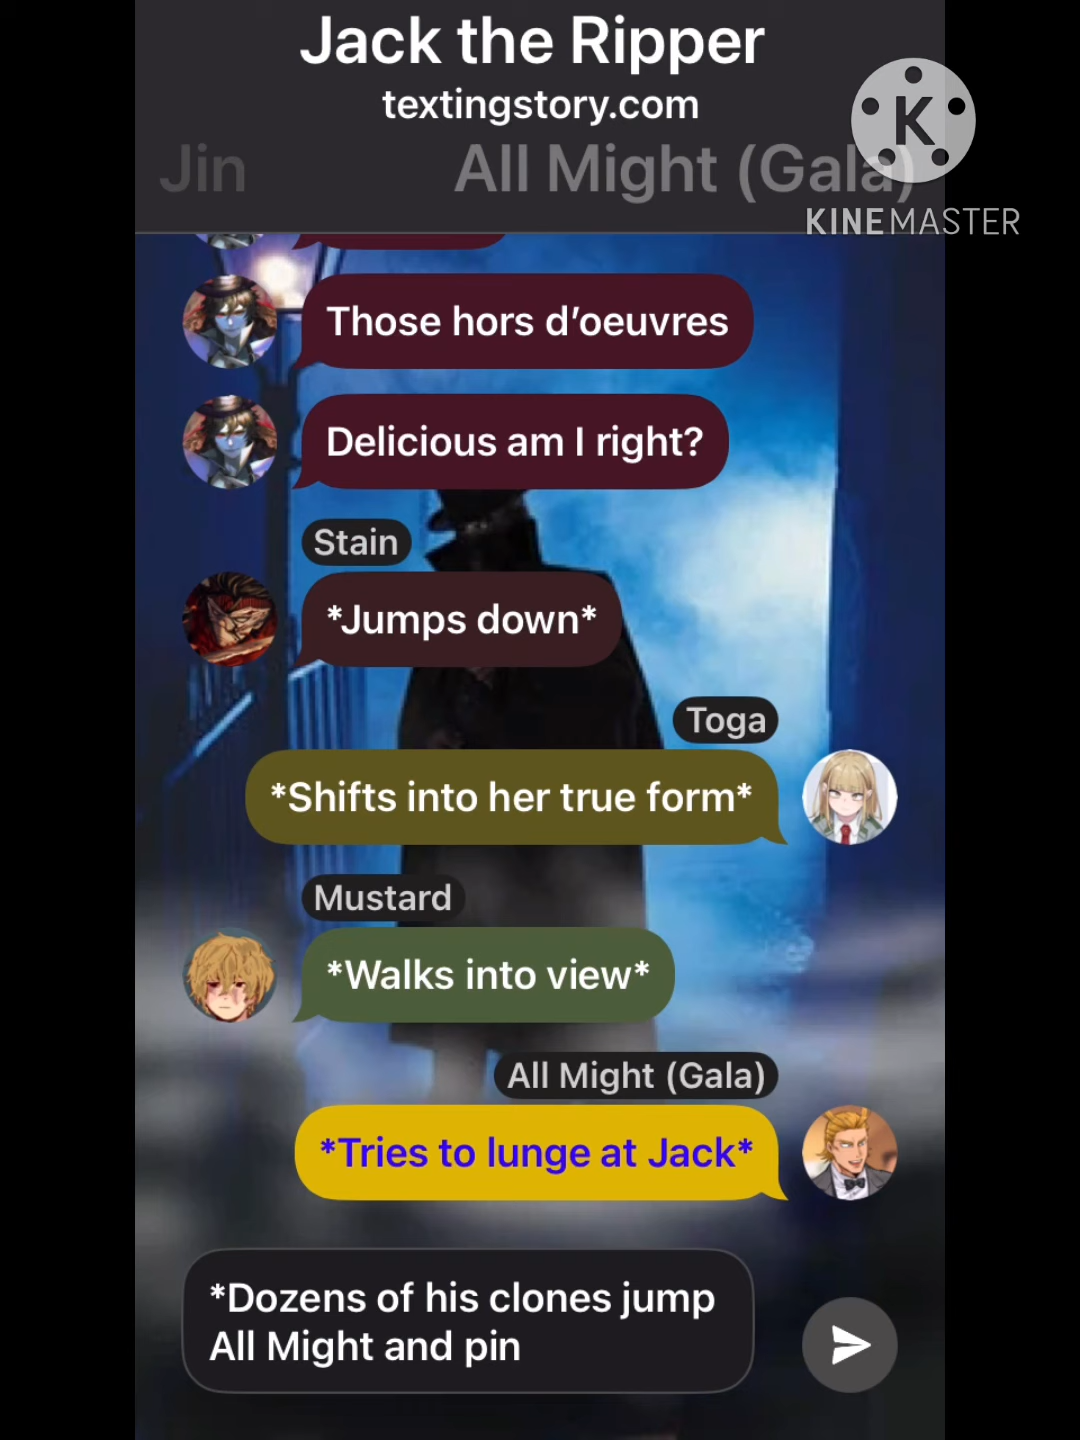 Jack the Ripper
textingstory.com
Jin
All Might (Gala)
K
KINEMASTER
Those hors d’oeuvres
Delicious am I right?
Stain
*Jumps down*
Toga
*Shifts into her true form*
Mustard
*Walks into view*
All Might (Gala)
*Tries to lunge at Jack*
*Dozens of his clones jump
All Might and pin